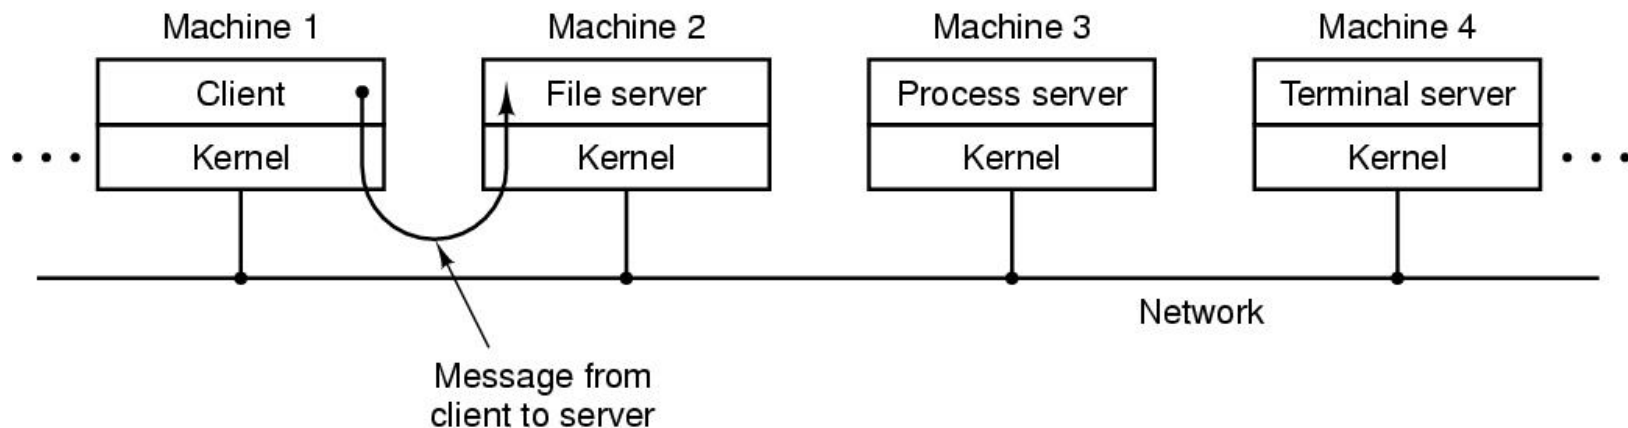 Machine 1
Machine 2
Machine 3
Machine 4
Client
File server
Process server
Terminal server
Kernel
Kernel
Kernel
Kernel
Network
Message from
client to server